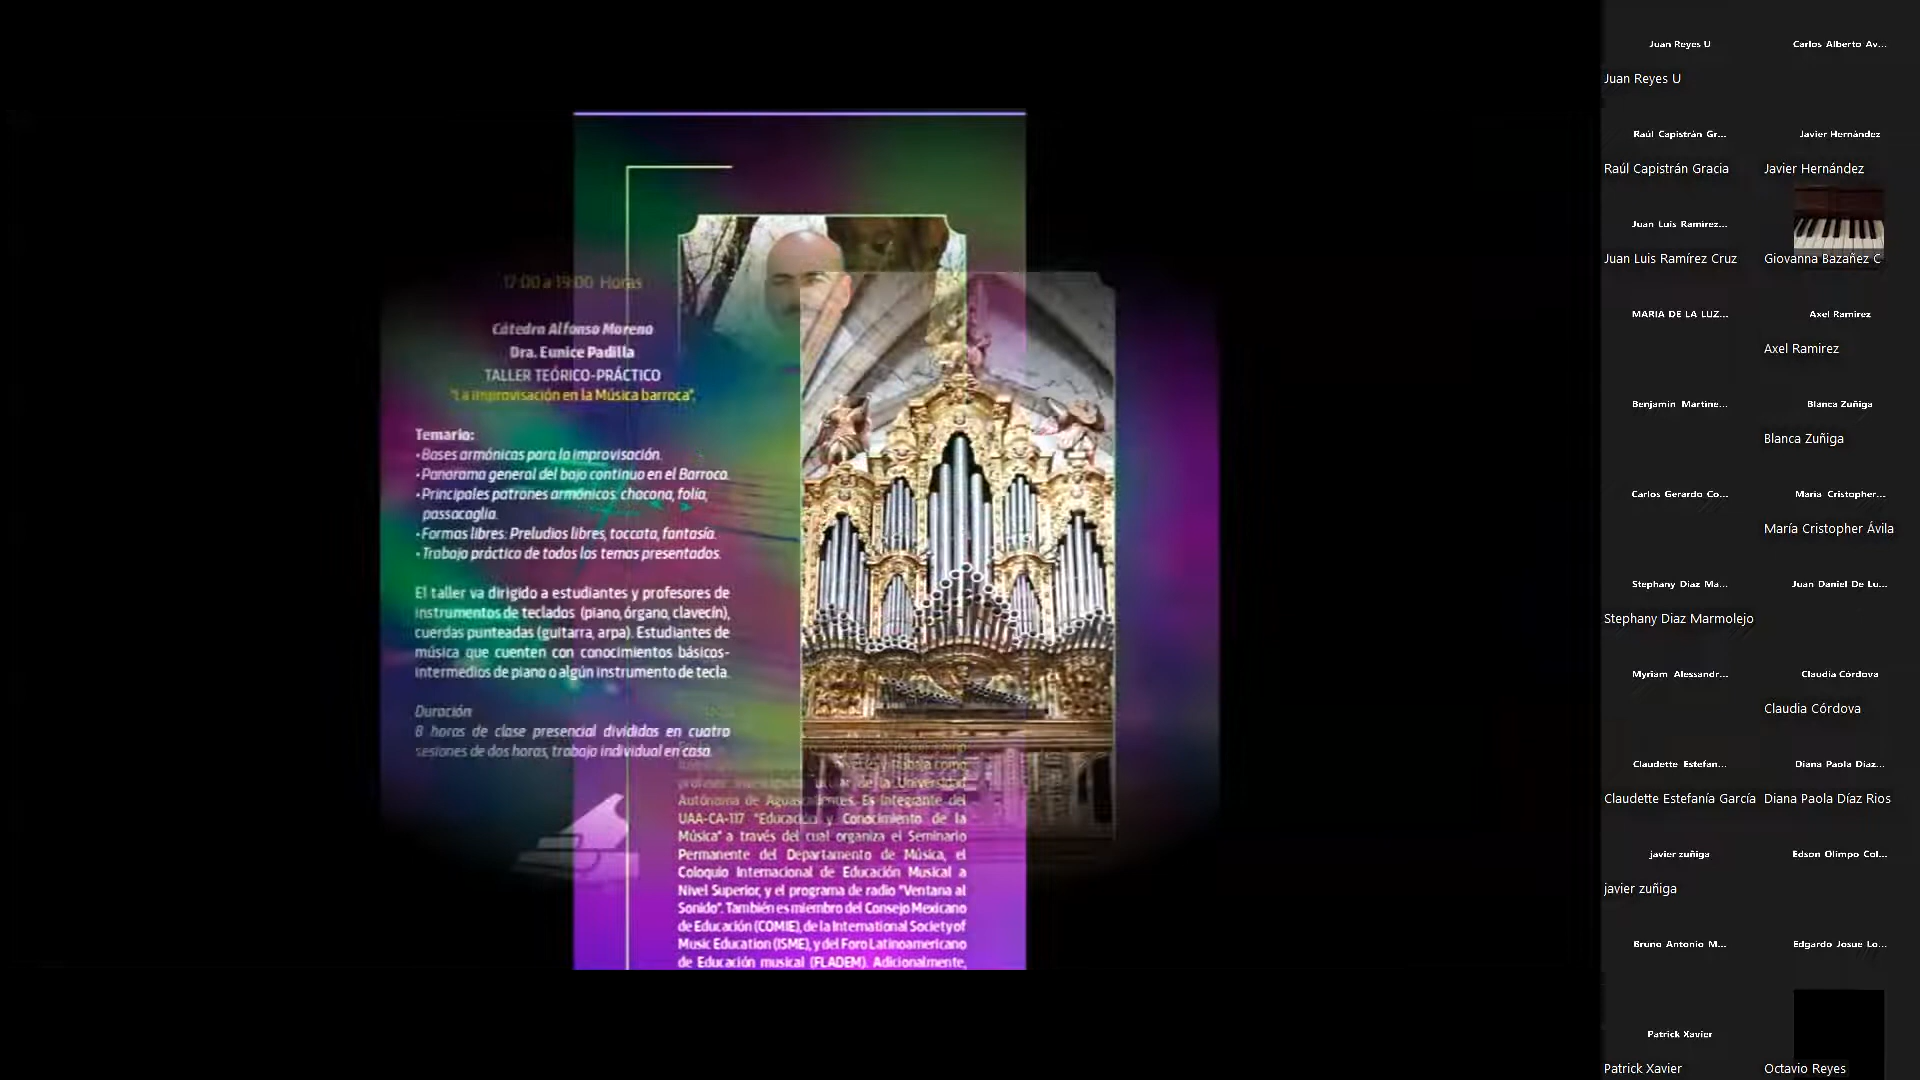 17:00 a 19:00 Horas
Cátedra Alfonso Moreno
Dra. Eunice Padilla
TALLER TEÓRICO-PRÁCTICO
"La improvisación en la Música barroca".
Temario:
• Bases armónicas para la improvisación.
• Panorama general del bajo continuo en el Barroco.
• Principales patrones armónicos: chacona, folía,
passacaglia.
• Formas libres: Preludios libres, toccata, fantasía.
• Trabajo práctico de todos los temas presentados.
El taller va dirigido a estudiantes y profesores de
instrumentos de teclados (piano, órgano, clavecín),
cuerdas punteadas (guitarra, arpa). Estudiantes de
música que cuenten con conocimientos básicos-
intermedios de piano o algún instrumento de tecla.
Duración
8 horas de clase presencial divididas en cuatro
sesiones de dos horas, trabajo individual en casa.
y trabaja como
de la Universidad
Autónoma de Aguascalientes. Es integrante del
UAA-CA-117 "Educación y Conocimiento de la
Música" a través del cual organiza el Seminario
Permanente del Departamento de Música, el
Coloquio Internacional de Educación Musical a
Nivel Superior, y el programa de radio "Ventana al
Sonido". También es miembro del Consejo Mexicano
de Educación (COMIE), de la International Society of
Music Education (ISME), y del Foro Latinoamericano
de Educación musical (FLADEM). Adicionalmente,
Juan Reyes U
Carlos Alberto Av...
Juan Reyes U
Raúl Capistrán Gr...
Javier Hernández
Raúl Capistrán Gracia
Javier Hernández
Juan Luis Ramírez...
Juan Luis Ramírez Cruz
Giovanna Bazañez C
MARIA DE LA LUZ...
Axel Ramirez
Axel Ramirez
Benjamin Martine...
Blanca Zuñiga
Blanca Zuñiga
Carlos Gerardo Co...
María Cristopher...
María Cristopher Ávila
Stephany Diaz Ma...
Juan Daniel De Lu...
Stephany Diaz Marmolejo
Myriam Alessandr...
Claudia Córdova
Claudia Córdova
Claudette Estefan...
Diana Paola Díaz...
Claudette Estefanía García
Diana Paola Díaz Rios
javier zuñiga
Edson Olimpo Col...
javier zuñiga
Bruno Antonio M...
Edgardo Josue Lo...
Patrick Xavier
Patrick Xavier
Octavio Reyes